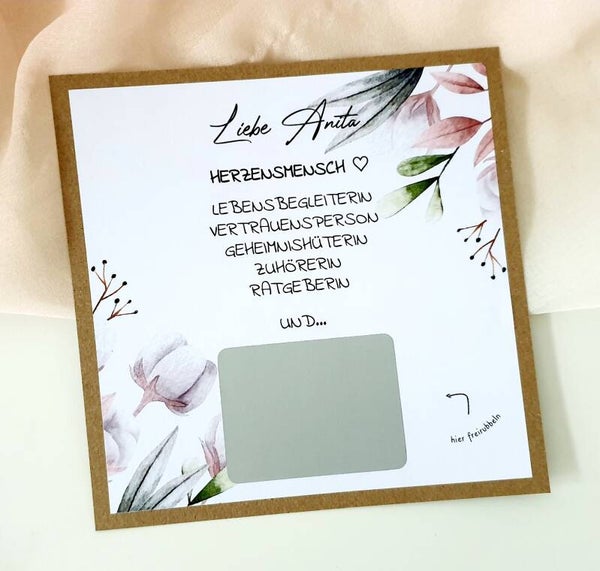 Liebe Anita
HERZENSMENSCH ♡
LEBENSBEGLEITERIN
VERTRAUENSPERSON
GEHEIMNISHÜTERIN
ZUHÖRERIN
RATGEBERIN
UND...
hier freirubbeln